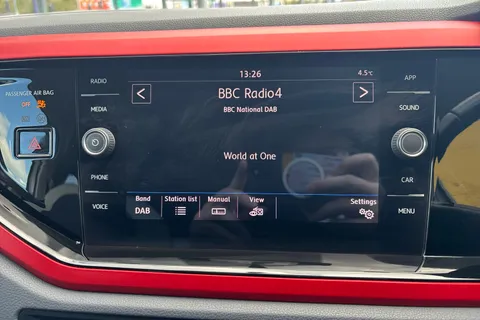 PASSENGER AIR BAG
OFF
RADIO
MEDIA
PHONE
VOICE
13:26
4.5°C
<
BBC Radio4
>
BBC National DAB
World at One
Band
DAB
Station list
Manual
View
Settings
APP
SOUND
CAR
MENU